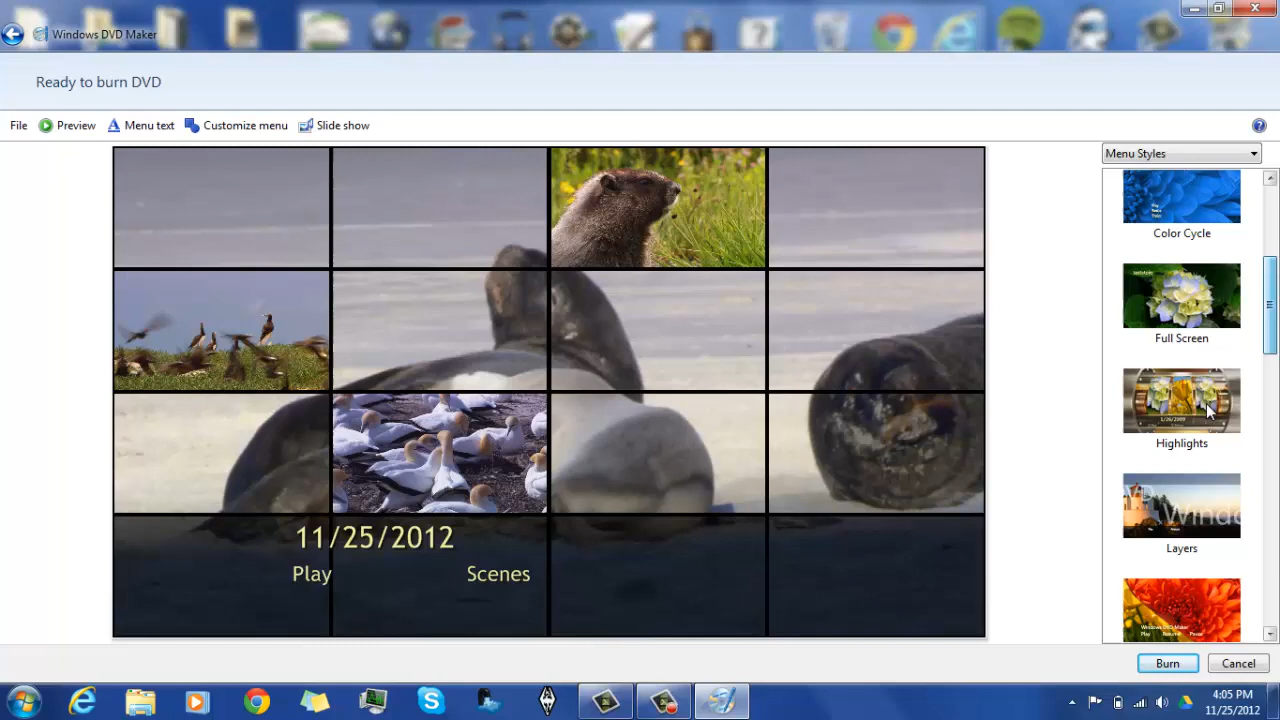 Windows DVD Maker
Ready to burn DVD
File Preview Menu text Customize menu Slide show
Menu Styles
Color Cycle
Full Screen
Highlights
Layers
11/25/2012
Play Scenes
Burn Cancel
4:05 PM
11/25/2012